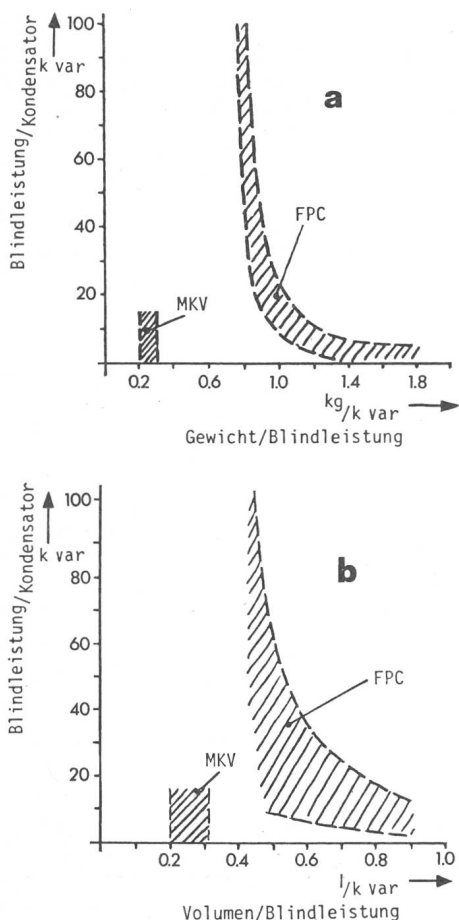 Blindleistung/Kondensator
k var
100
80
60
40
20
a
FPC
MKV
0.2
0.6
1.0
1.4
1.8
kg/k var
Gewicht/Blindleistung
Blindleistung/Kondensator
k var
100
80
60
40
20
b
FPC
MKV
0.2
0.4
0.6
0.8
1.0
l/k var
Volumen/Blindleistung